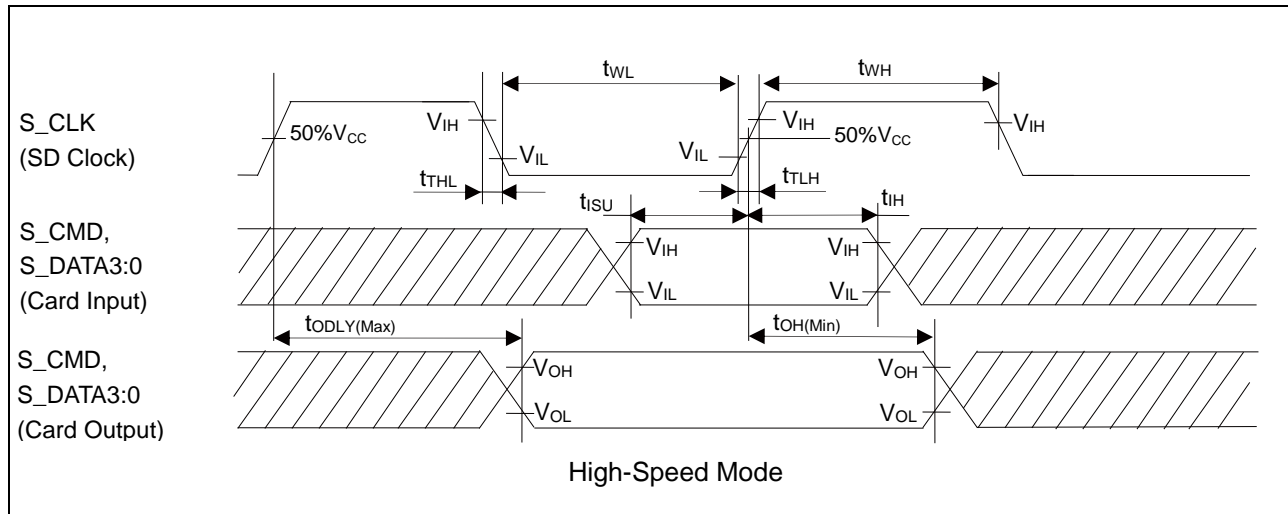 tWL
tWH
S_CLK
(SD Clock)
50%VCC
VIH
VIL
VIL
VIH
50%VCC
VIH
tTHL
tTLH
tISU
tIH
S_CMD,
S_DATA3:0
(Card Input)
VIH
VIL
VIH
VIL
tODLY(Max)
tOH(Min)
S_CMD,
S_DATA3:0
(Card Output)
VOH
VOL
VOH
VOL
High-Speed Mode